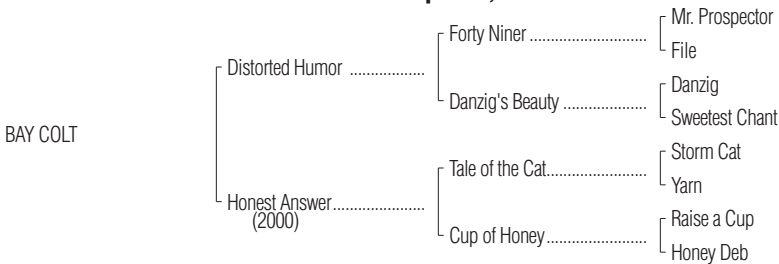 Mr. Prospector
Forty Niner ............................
File
Distorted Humor ..................
Danzig
Danzig's Beauty ....................
Sweetest Chant
BAY COLT
Storm Cat
Tale of the Cat........................
Yarn
Honest Answer......................
(2000)
Raise a Cup
Cup of Honey........................
Honey Deb